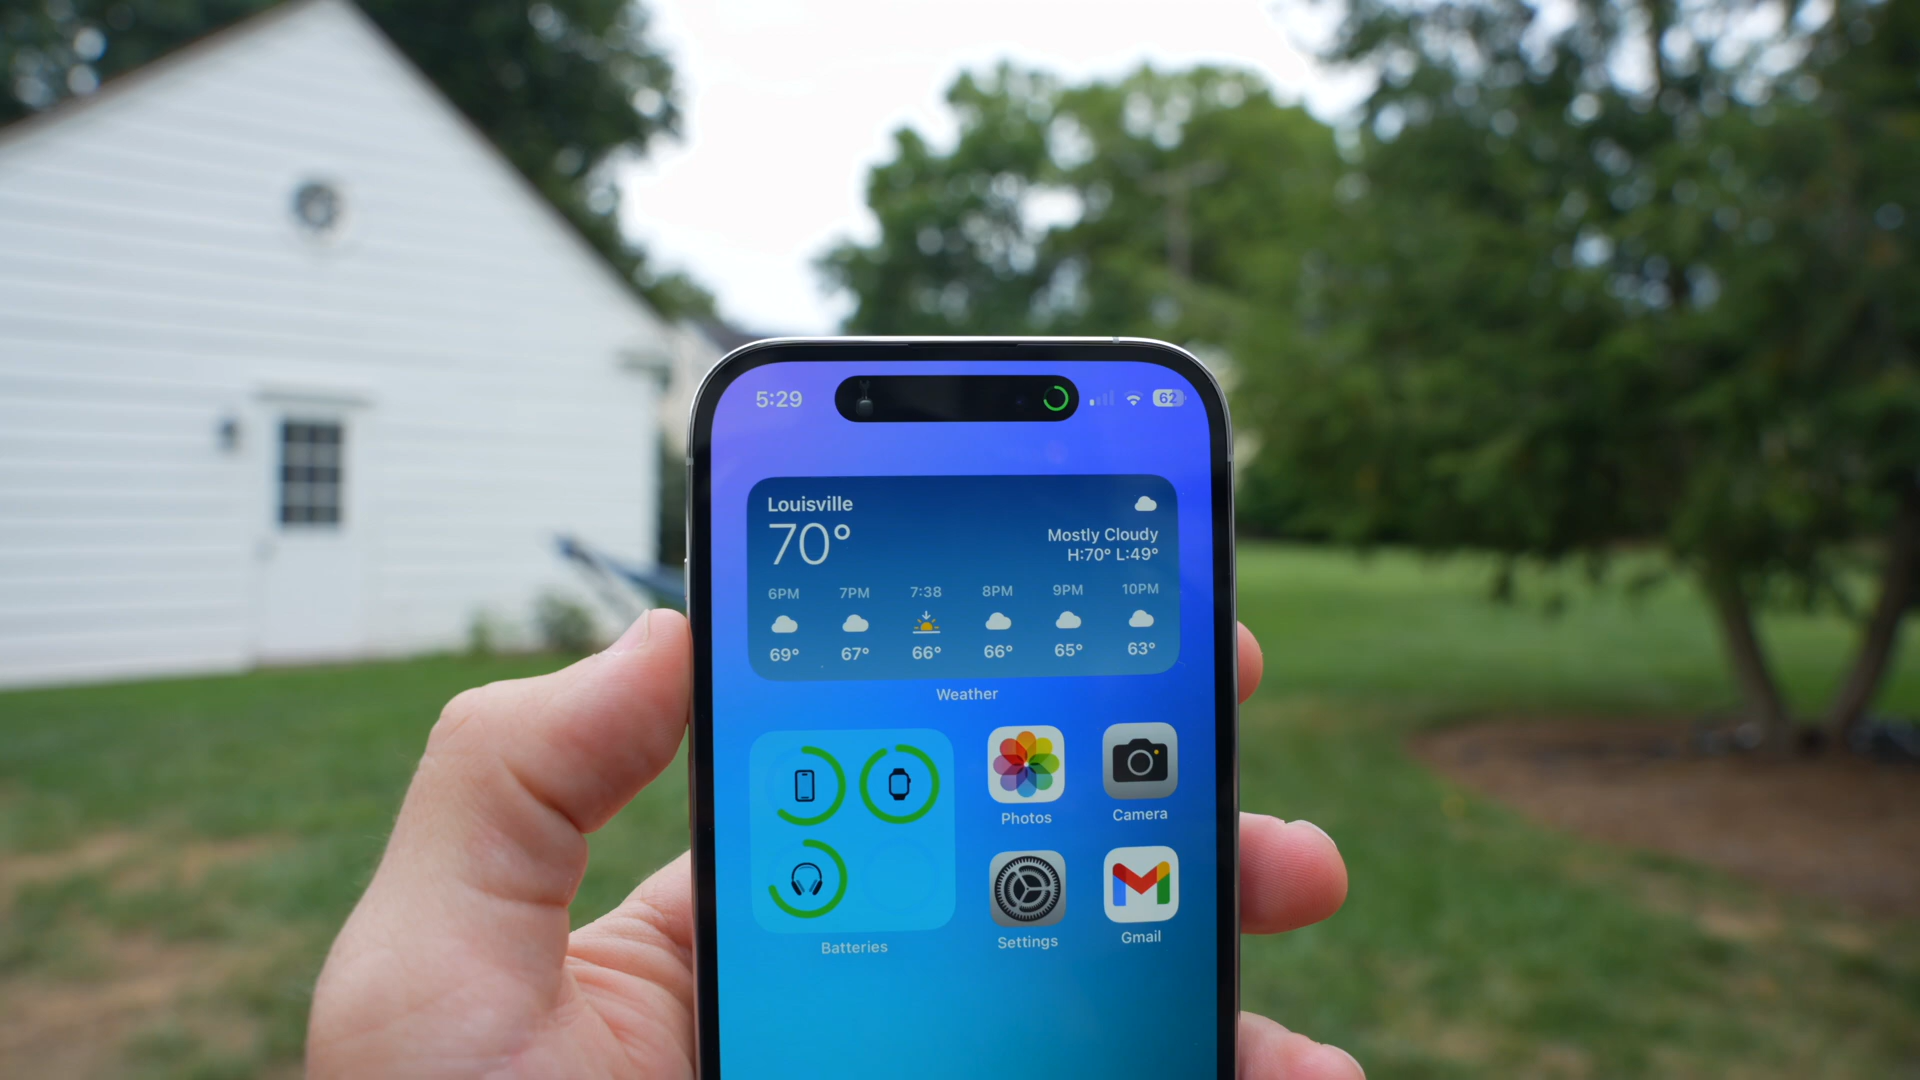 5:29 62
Louisville
70°
Mostly Cloudy
H:70° L:49°
6PM 7PM 7:38 8PM 9PM 10PM
69° 67° 66° 66° 65° 63°
Weather
Photos Camera
Settings Gmail
Batteries